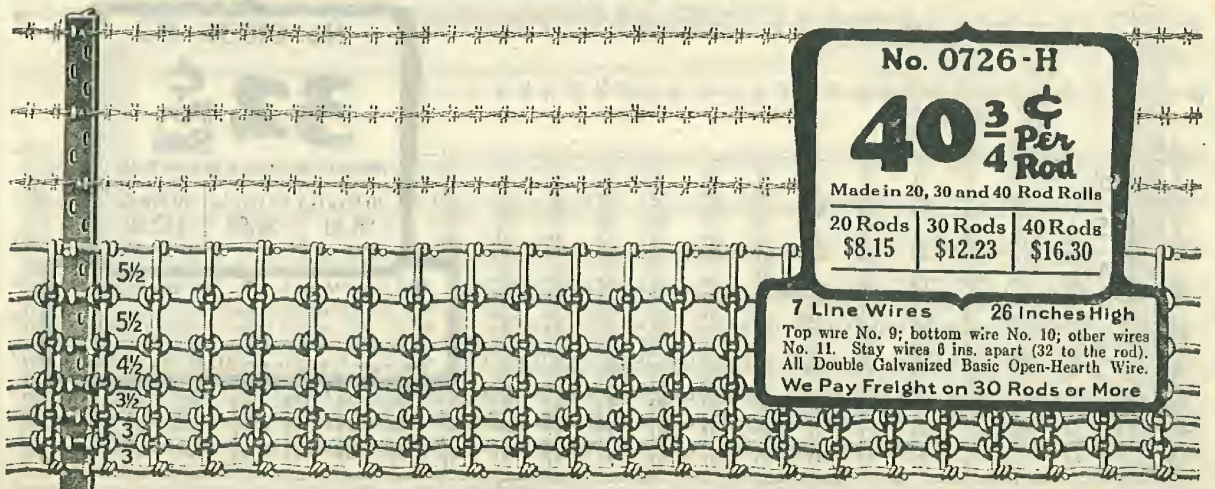 No. 0726-H
40 3/4 ¢ Per Rod
Made in 20, 30 and 40 Rod Rolls
20 Rods 30 Rods 40 Rods
$8.15 $12.23 $16.30
7 Line Wires 26 Inches High
Top wire No. 9; bottom wire No. 10; other wires
No. 11. Stay wires 6 ins. apart (32 to the rod).
All Double Galvanized Basic Open-Hearth Wire.
We Pay Freight on 30 Rods or More
5½
5½
4½
3½
3
3